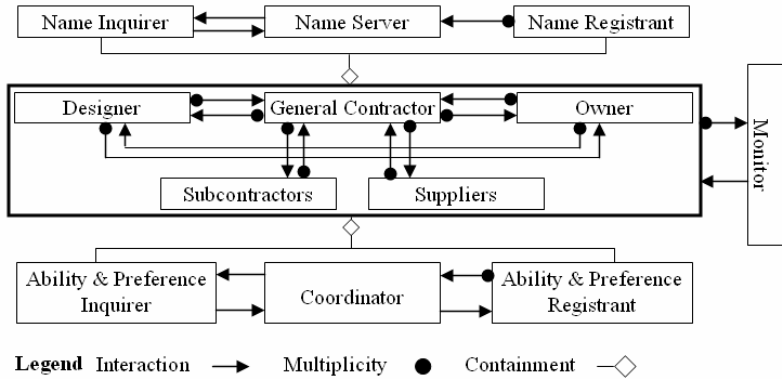 Name Inquirer
Name Server
Name Registrant
Designer
General Contractor
Owner
Monitor
Subcontractors
Suppliers
Ability & Preference
Inquirer
Coordinator
Ability & Preference
Registrant
Legend Interaction Multiplicity Containment